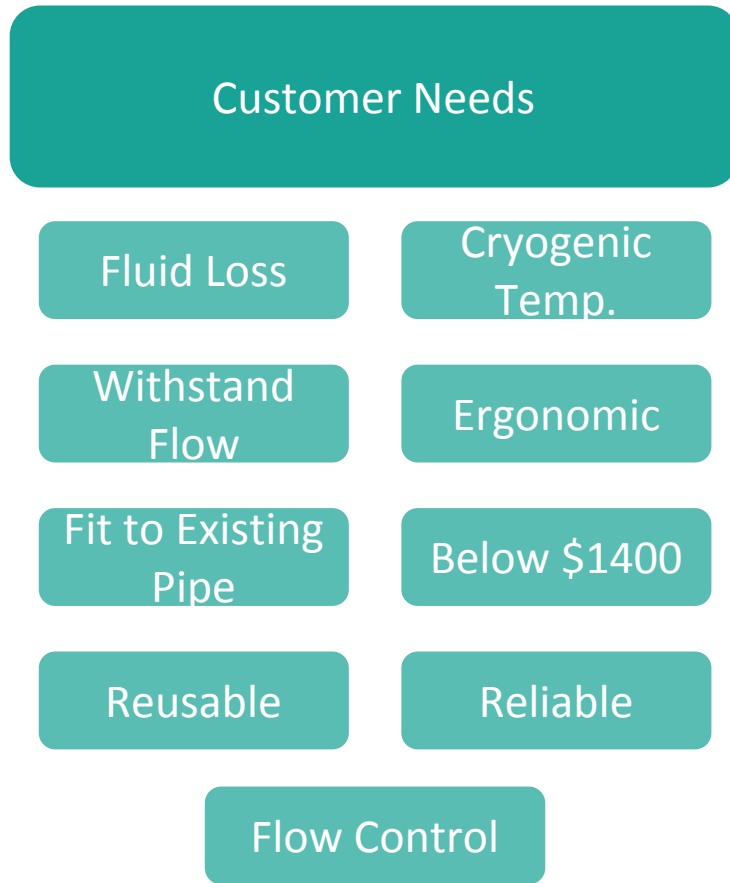 Customer Needs
Fluid Loss
Cryogenic
Temp.
Withstand
Flow
Ergonomic
Fit to Existing
Pipe
Below $1400
Reusable
Reliable
Flow Control